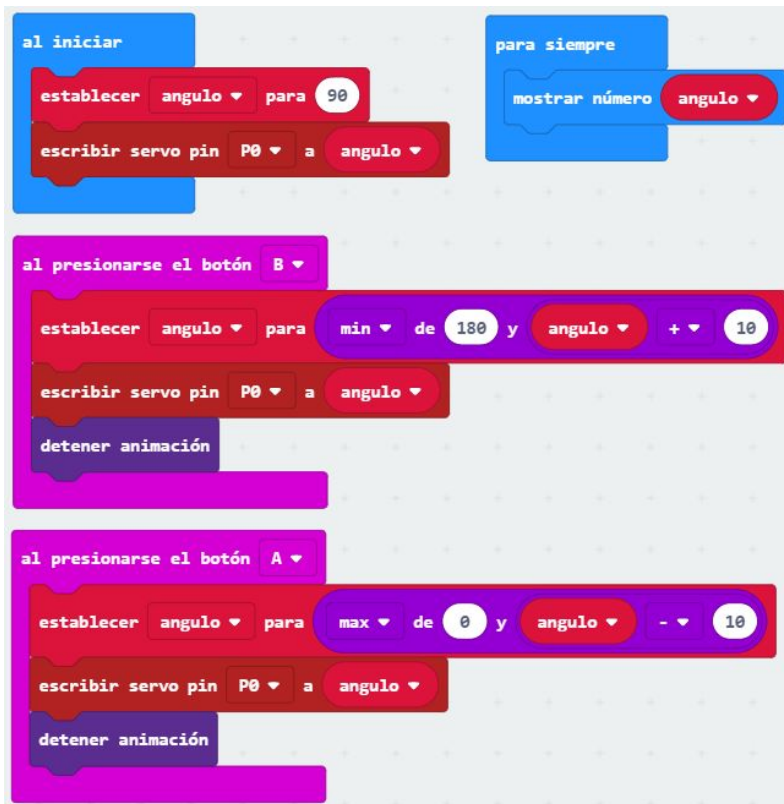 al iniciar
establecer angulo para 90
escribir servo pin P0 a angulo
para siempre
mostrar número angulo
al presionarse el botón B
establecer angulo para min de 180 y angulo + 10
escribir servo pin P0 a angulo
detener animación
al presionarse el botón A
establecer angulo para max de 0 y angulo - 10
escribir servo pin P0 a angulo
detener animación